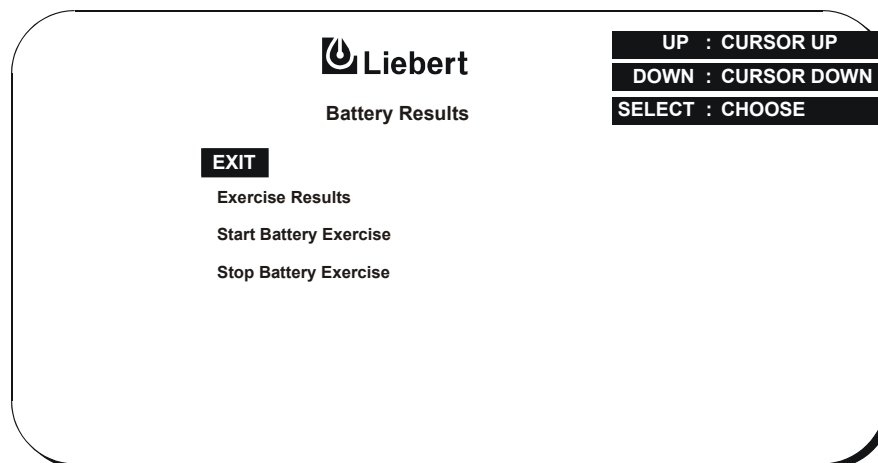 Liebert
Battery Results
UP : CURSOR UP
DOWN : CURSOR DOWN
SELECT : CHOOSE
EXIT
Exercise Results
Start Battery Exercise
Stop Battery Exercise